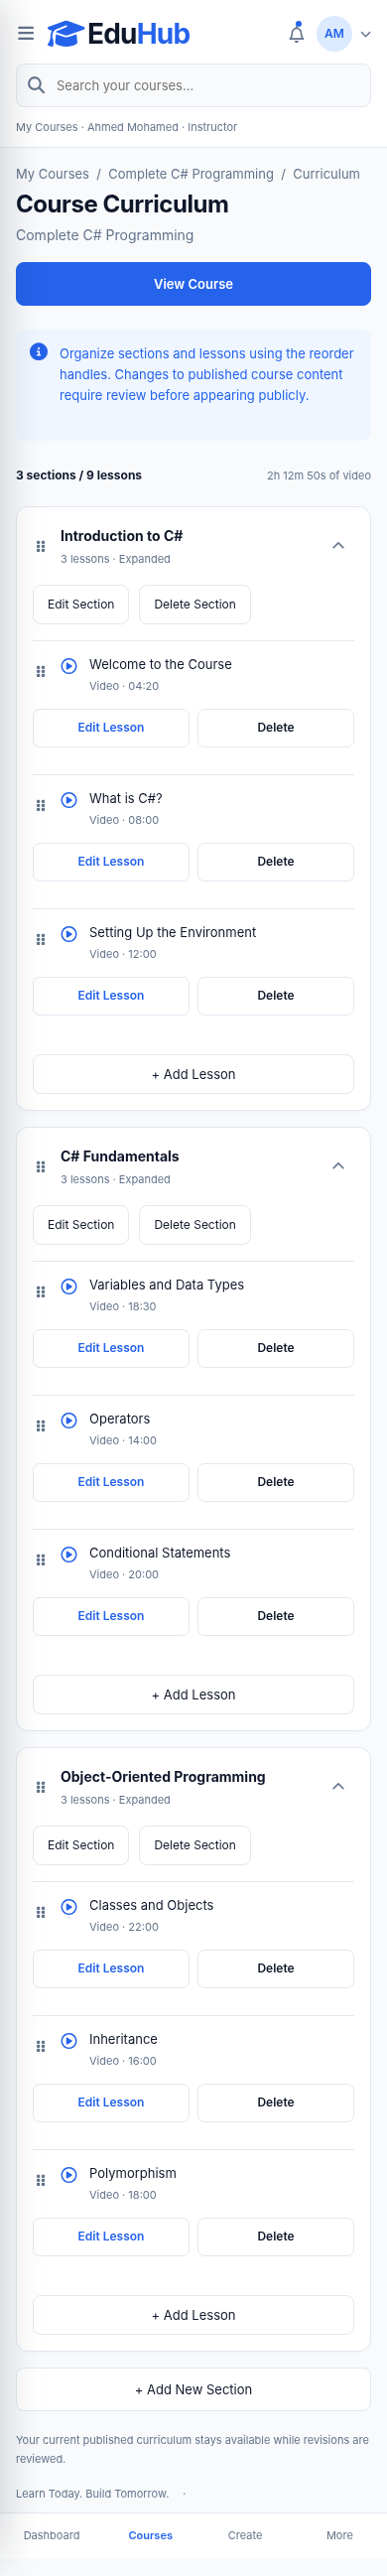 EduHub
AM
Search your courses...
My Courses · Ahmed Mohamed · Instructor
My Courses / Complete C# Programming / Curriculum
Course Curriculum
Complete C# Programming
View Course
Organize sections and lessons using the reorder
handles. Changes to published course content
require review before appearing publicly.
3 sections / 9 lessons 2h 12m 50s of video
Introduction to C#
3 lessons · Expanded
Edit Section Delete Section
Welcome to the Course
Video · 04:20
Edit Lesson Delete
What is C#?
Video · 08:00
Edit Lesson Delete
Setting Up the Environment
Video · 12:00
Edit Lesson Delete
+ Add Lesson
C# Fundamentals
3 lessons · Expanded
Edit Section Delete Section
Variables and Data Types
Video · 18:30
Edit Lesson Delete
Operators
Video · 14:00
Edit Lesson Delete
Conditional Statements
Video · 20:00
Edit Lesson Delete
+ Add Lesson
Object-Oriented Programming
3 lessons · Expanded
Edit Section Delete Section
Classes and Objects
Video · 22:00
Edit Lesson Delete
Inheritance
Video · 16:00
Edit Lesson Delete
Polymorphism
Video · 18:00
Edit Lesson Delete
+ Add Lesson
+ Add New Section
Your current published curriculum stays available while revisions are
reviewed.
Learn Today. Build Tomorrow. ·
Dashboard Courses Create More